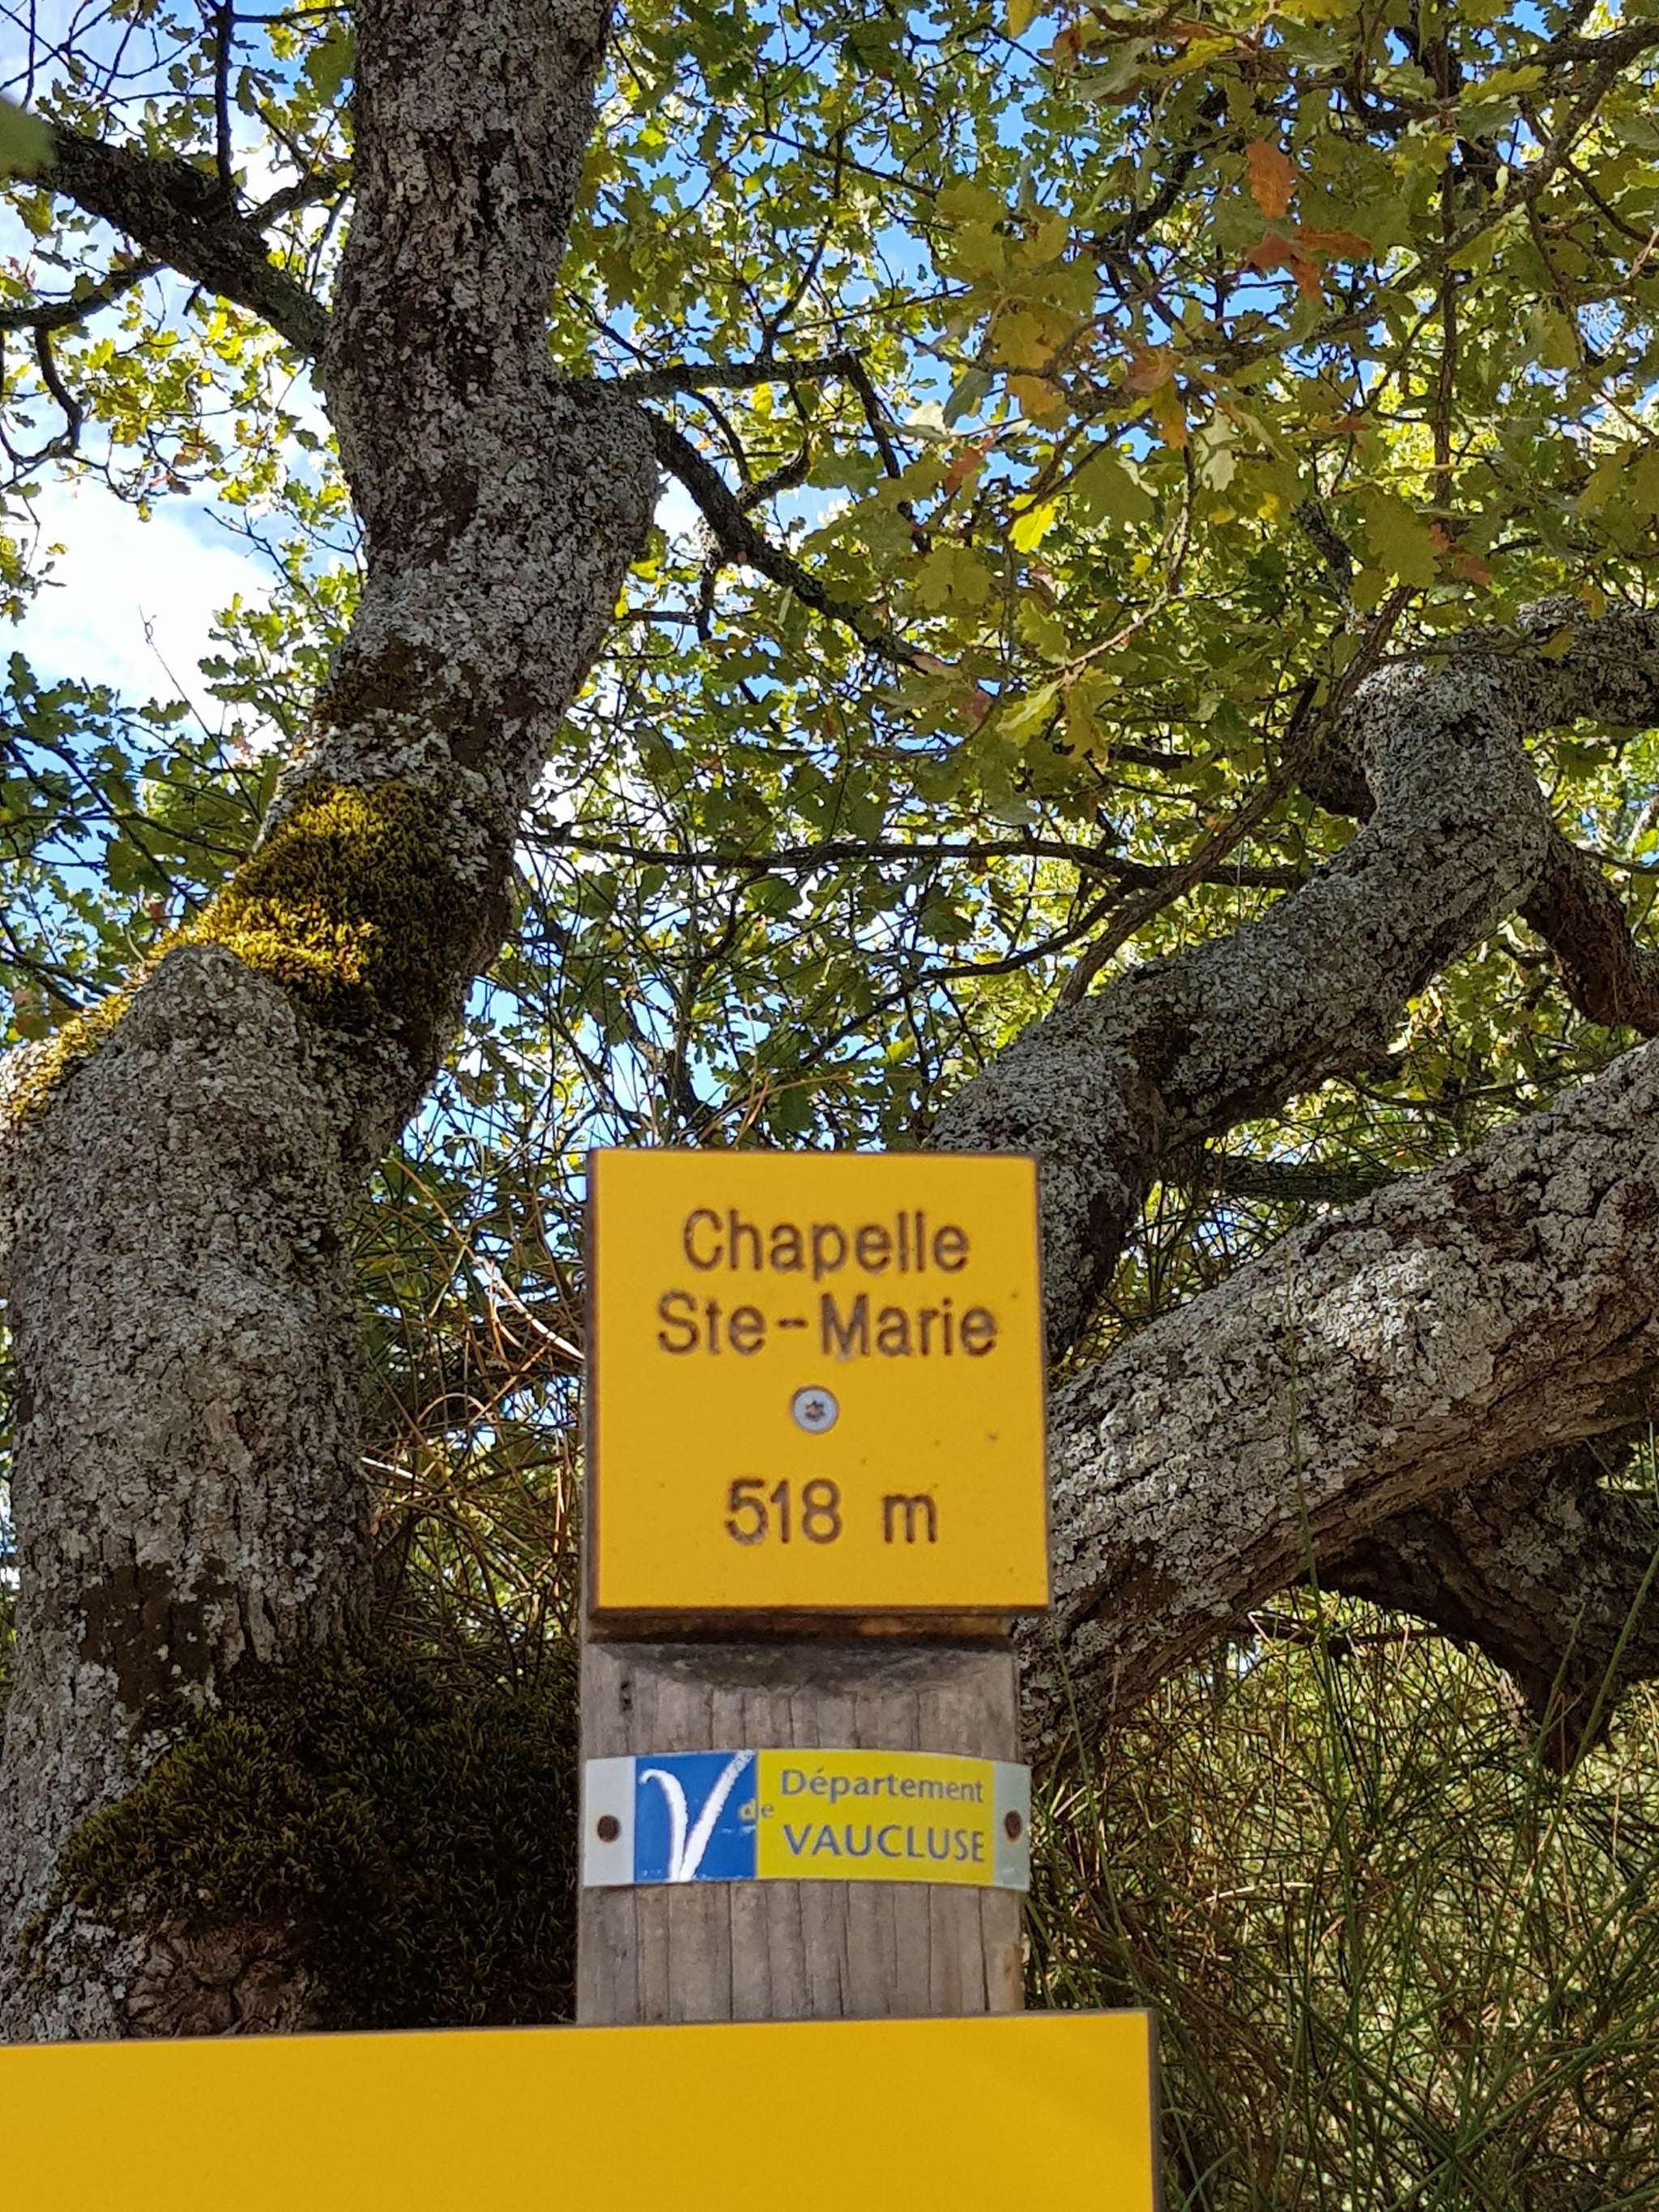 Chapelle
Ste-Marie
518 m
V Département
de
VAUCLUSE